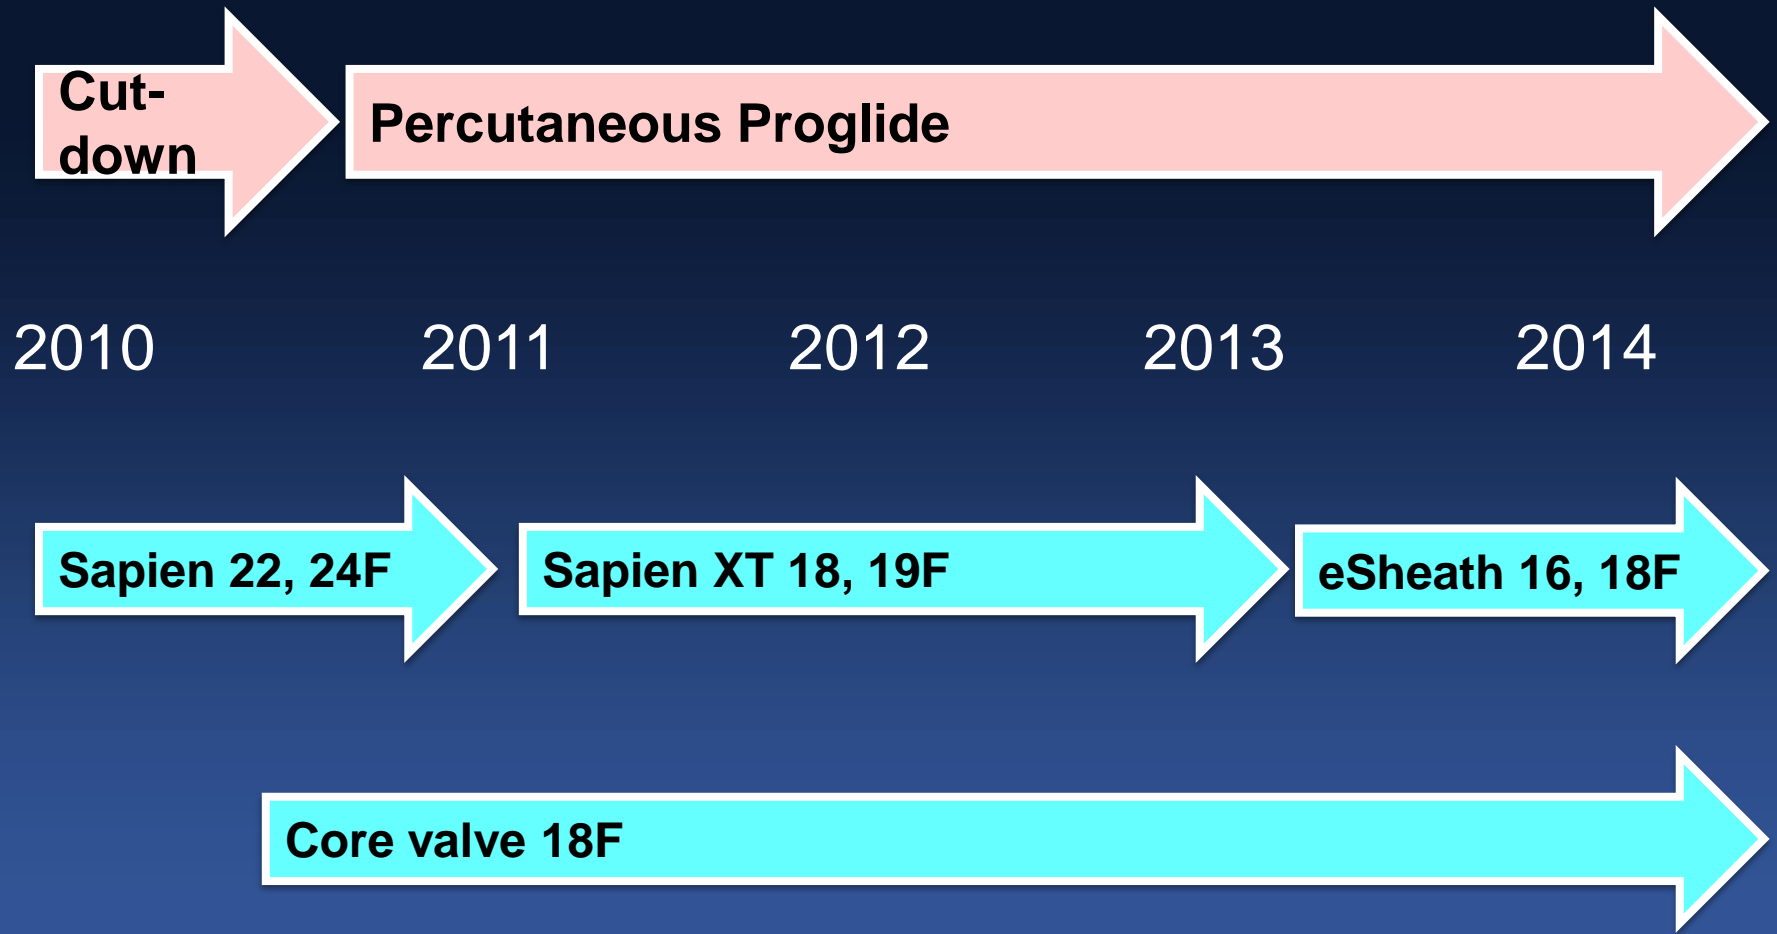 Cut-
down
Percutaneous Proglide
2010 2011 2012 2013 2014
Sapien 22, 24F
Sapien XT 18, 19F
eSheath 16, 18F
Core valve 18F